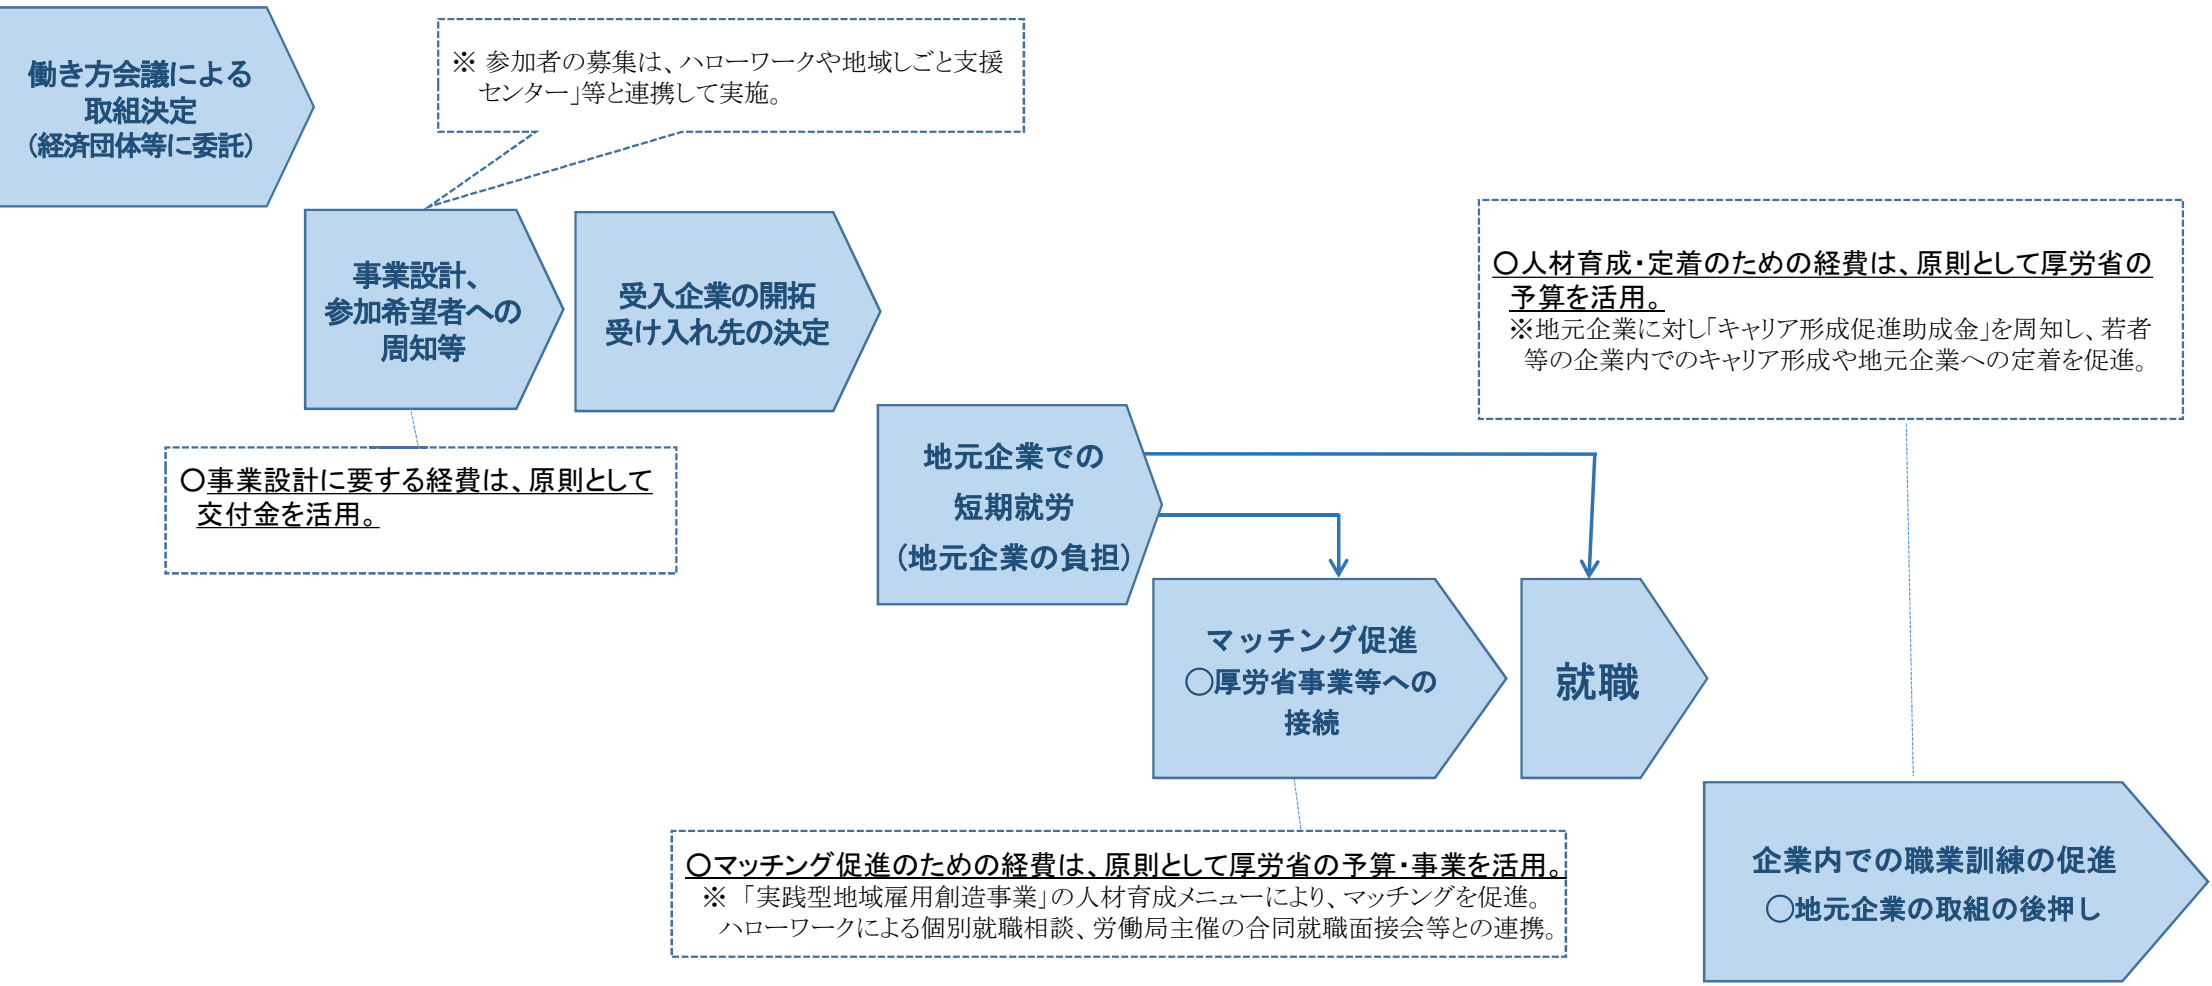 働き方会議による
取組決定
(経済団体等に委託)
※ 参加者の募集は、ハローワークや地域しごと支援
センター」等と連携して実施。
事業設計、
参加希望者への
周知等
受入企業の開拓
受け入れ先の決定
〇事業設計に要する経費は、原則として
交付金を活用。
〇人材育成・定着のための経費は、原則として厚労省の
予算を活用。
※地元企業に対し「キャリア形成促進助成金」を周知し、若者
等の企業内でのキャリア形成や地元企業への定着を促進。
地元企業での
短期就労
(地元企業の負担)
マッチング促進
〇厚労省事業等への
接続
就職
〇マッチング促進のための経費は、原則として厚労省の予算・事業を活用。
※ 「実践型地域雇用創造事業」の人材育成メニューにより、マッチングを促進。
ハローワークによる個別就職相談、労働局主催の合同就職面接会等との連携。
企業内での職業訓練の促進
〇地元企業の取組の後押し